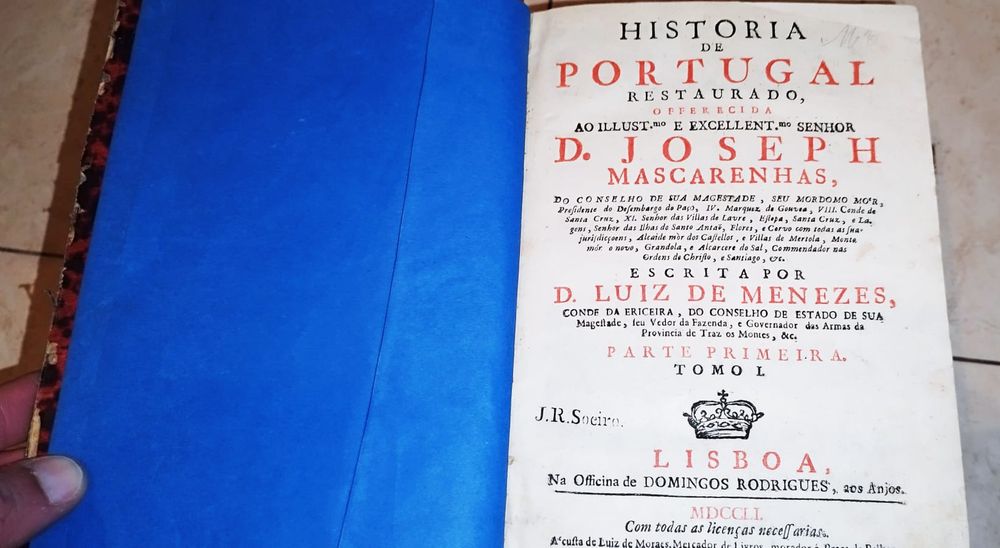 HISTORIA
DE
PORTUGAL
RESTAURADO,
OFFERECIDA
AO ILLUST.mo E EXCELLENT.mo SENHOR
D. JOSEPH
MASCARENHAS,
DO CONSELHO DE SUA MAGESTADE, SEU MORDOMO MO'R,
Presidente do Desembargo do Paço, IV. Marquez de Gouvea, VIII. Conde de
Santa Cruz, XI. Senhor das Villas de Lavre, Estepa, Santa Cruz, e La-
gens, Senhor das Ilhas de Santo Antaõ, Flores, e Corvo com todas as suas
jurisdicçoens, Alcaide mòr dos Castellos, e Villas de Mertola, Monte
mór o novo, Grandola, e Alcarcere do Sal, Commendador nas
Ordens de Christo, e Santiago, &c.
ESCRITA POR
D. LUIZ DE MENEZES,
CONDE DA ERICEIRA, DO CONSELHO DE ESTADO DE SUA
Magestade, seu Vedor da Fazenda, e Governador das Armas da
Provincia de Traz os Montes, &c.
PARTE PRIMEIRA.
TOMO I.
J.R.Soeiro.
LISBOA,
Na Officina de DOMINGOS RODRIGUES, aos Anjos.
MDCCLI.
Com todas as licenças necessarias.
A' custa de Luiz de Moraes, Mercador de Livros, morador